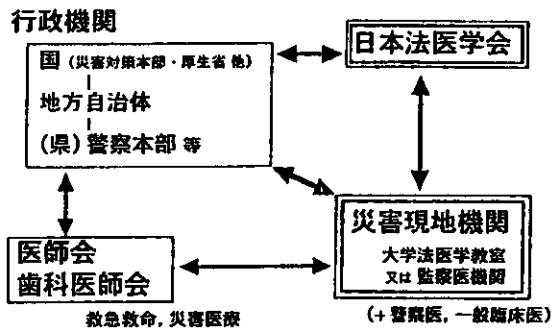 行政機関
国 (災害対策本部・厚生省 他)
地方自治体
(県) 警察本部 等
日本法医学会
災害現地機関
大学法医学教室
又は 監察医機関
(+ 警察医, 一般臨床医)
医師会
歯科医師会
救急救命, 災害医療